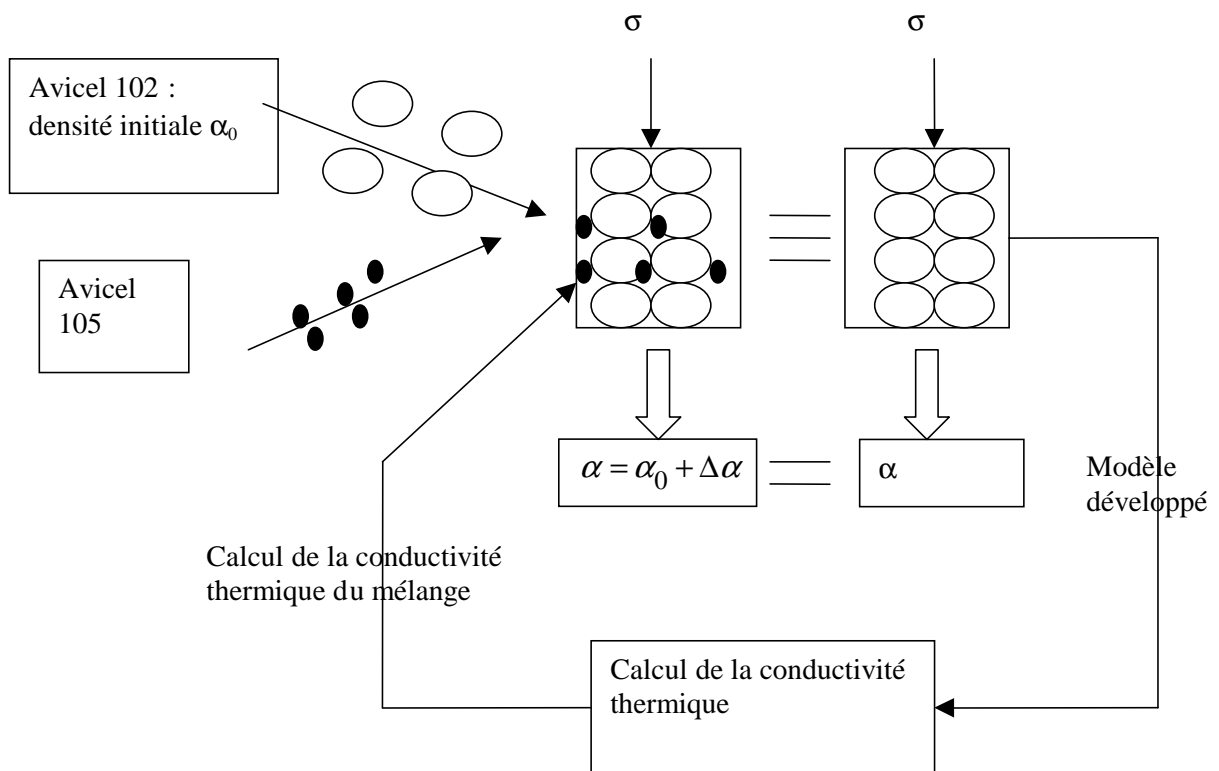 σ
σ
Avicel 102 :
densité initiale α₀
Avicel
105
α = α₀ + Δα
α
Modèle
développé
Calcul de la conductivité
thermique du mélange
Calcul de la conductivité
thermique